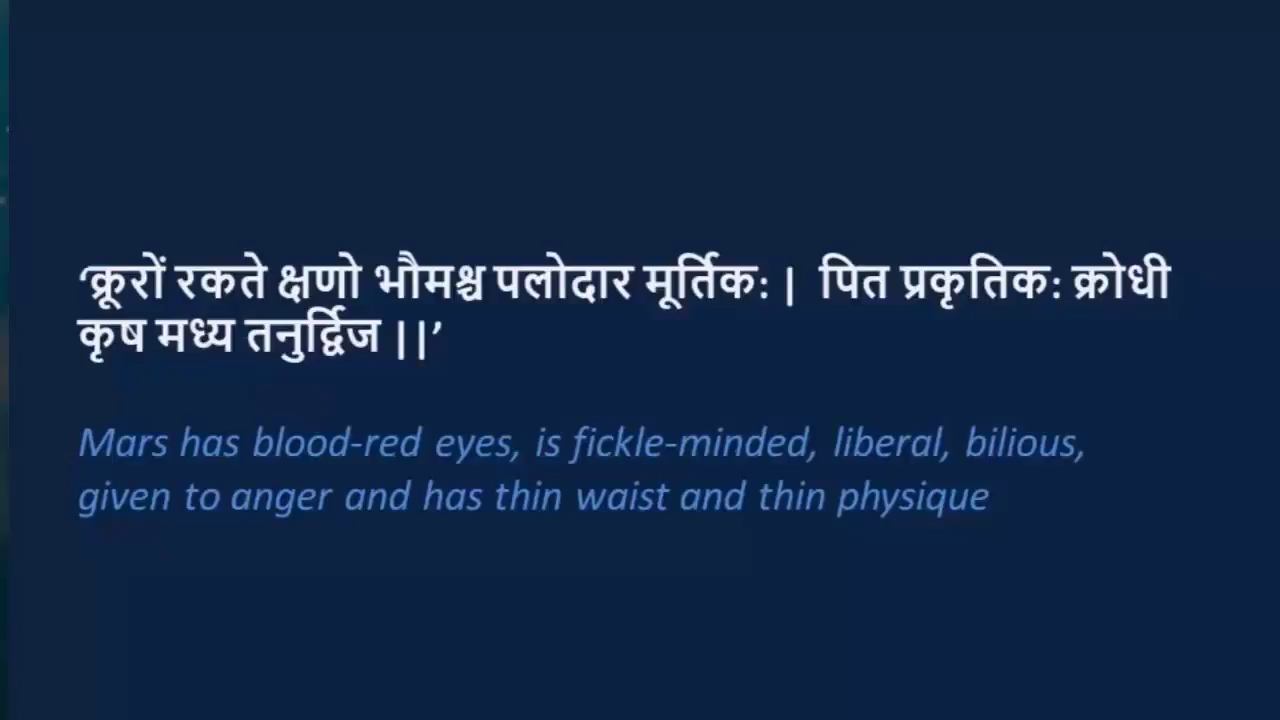 ‘क्रूरों रकते क्षणो भौमश्च पलोदार मूर्तिकः | पित प्रकृतिकः क्रोधी
कृष मध्य तनुर्द्विज ||’
Mars has blood-red eyes, is fickle-minded, liberal, bilious,
given to anger and has thin waist and thin physique